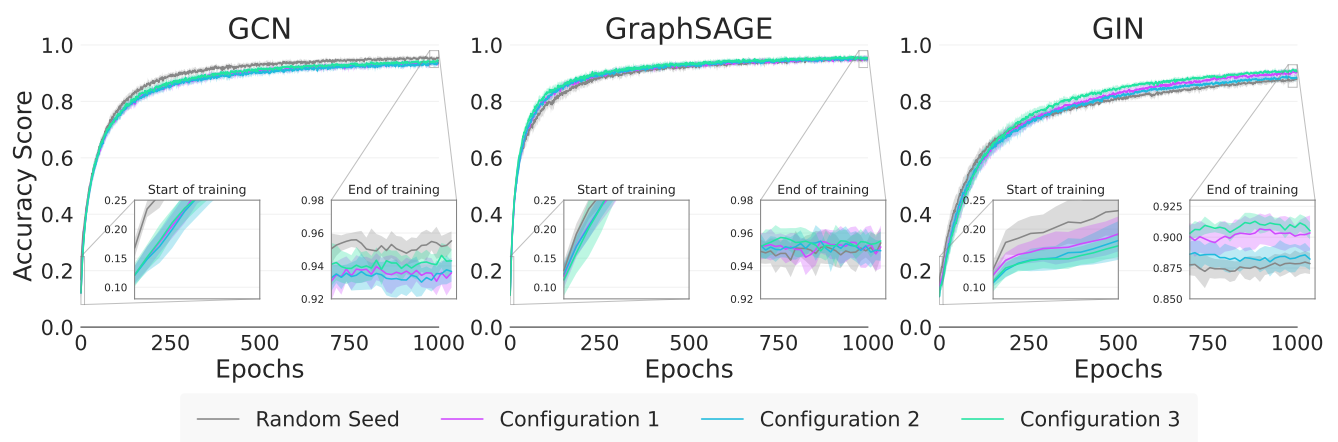 GCN
GraphSAGE
GIN
Accuracy Score
1.0
0.8
0.6
0.4
0.2
0.0
Start of training
0.25
0.20
0.15
0.10
End of training
0.98
0.96
0.94
0.92
0 250 500 750 1000
Epochs
1.0
0.8
0.6
0.4
0.2
0.0
Start of training
0.25
0.20
0.15
0.10
End of training
0.98
0.96
0.94
0.92
0 250 500 750 1000
Epochs
1.0
0.8
0.6
0.4
0.2
0.0
Start of training
0.25
0.20
0.15
0.10
End of training
0.925
0.900
0.875
0.850
0 250 500 750 1000
Epochs
Random Seed Configuration 1 Configuration 2 Configuration 3